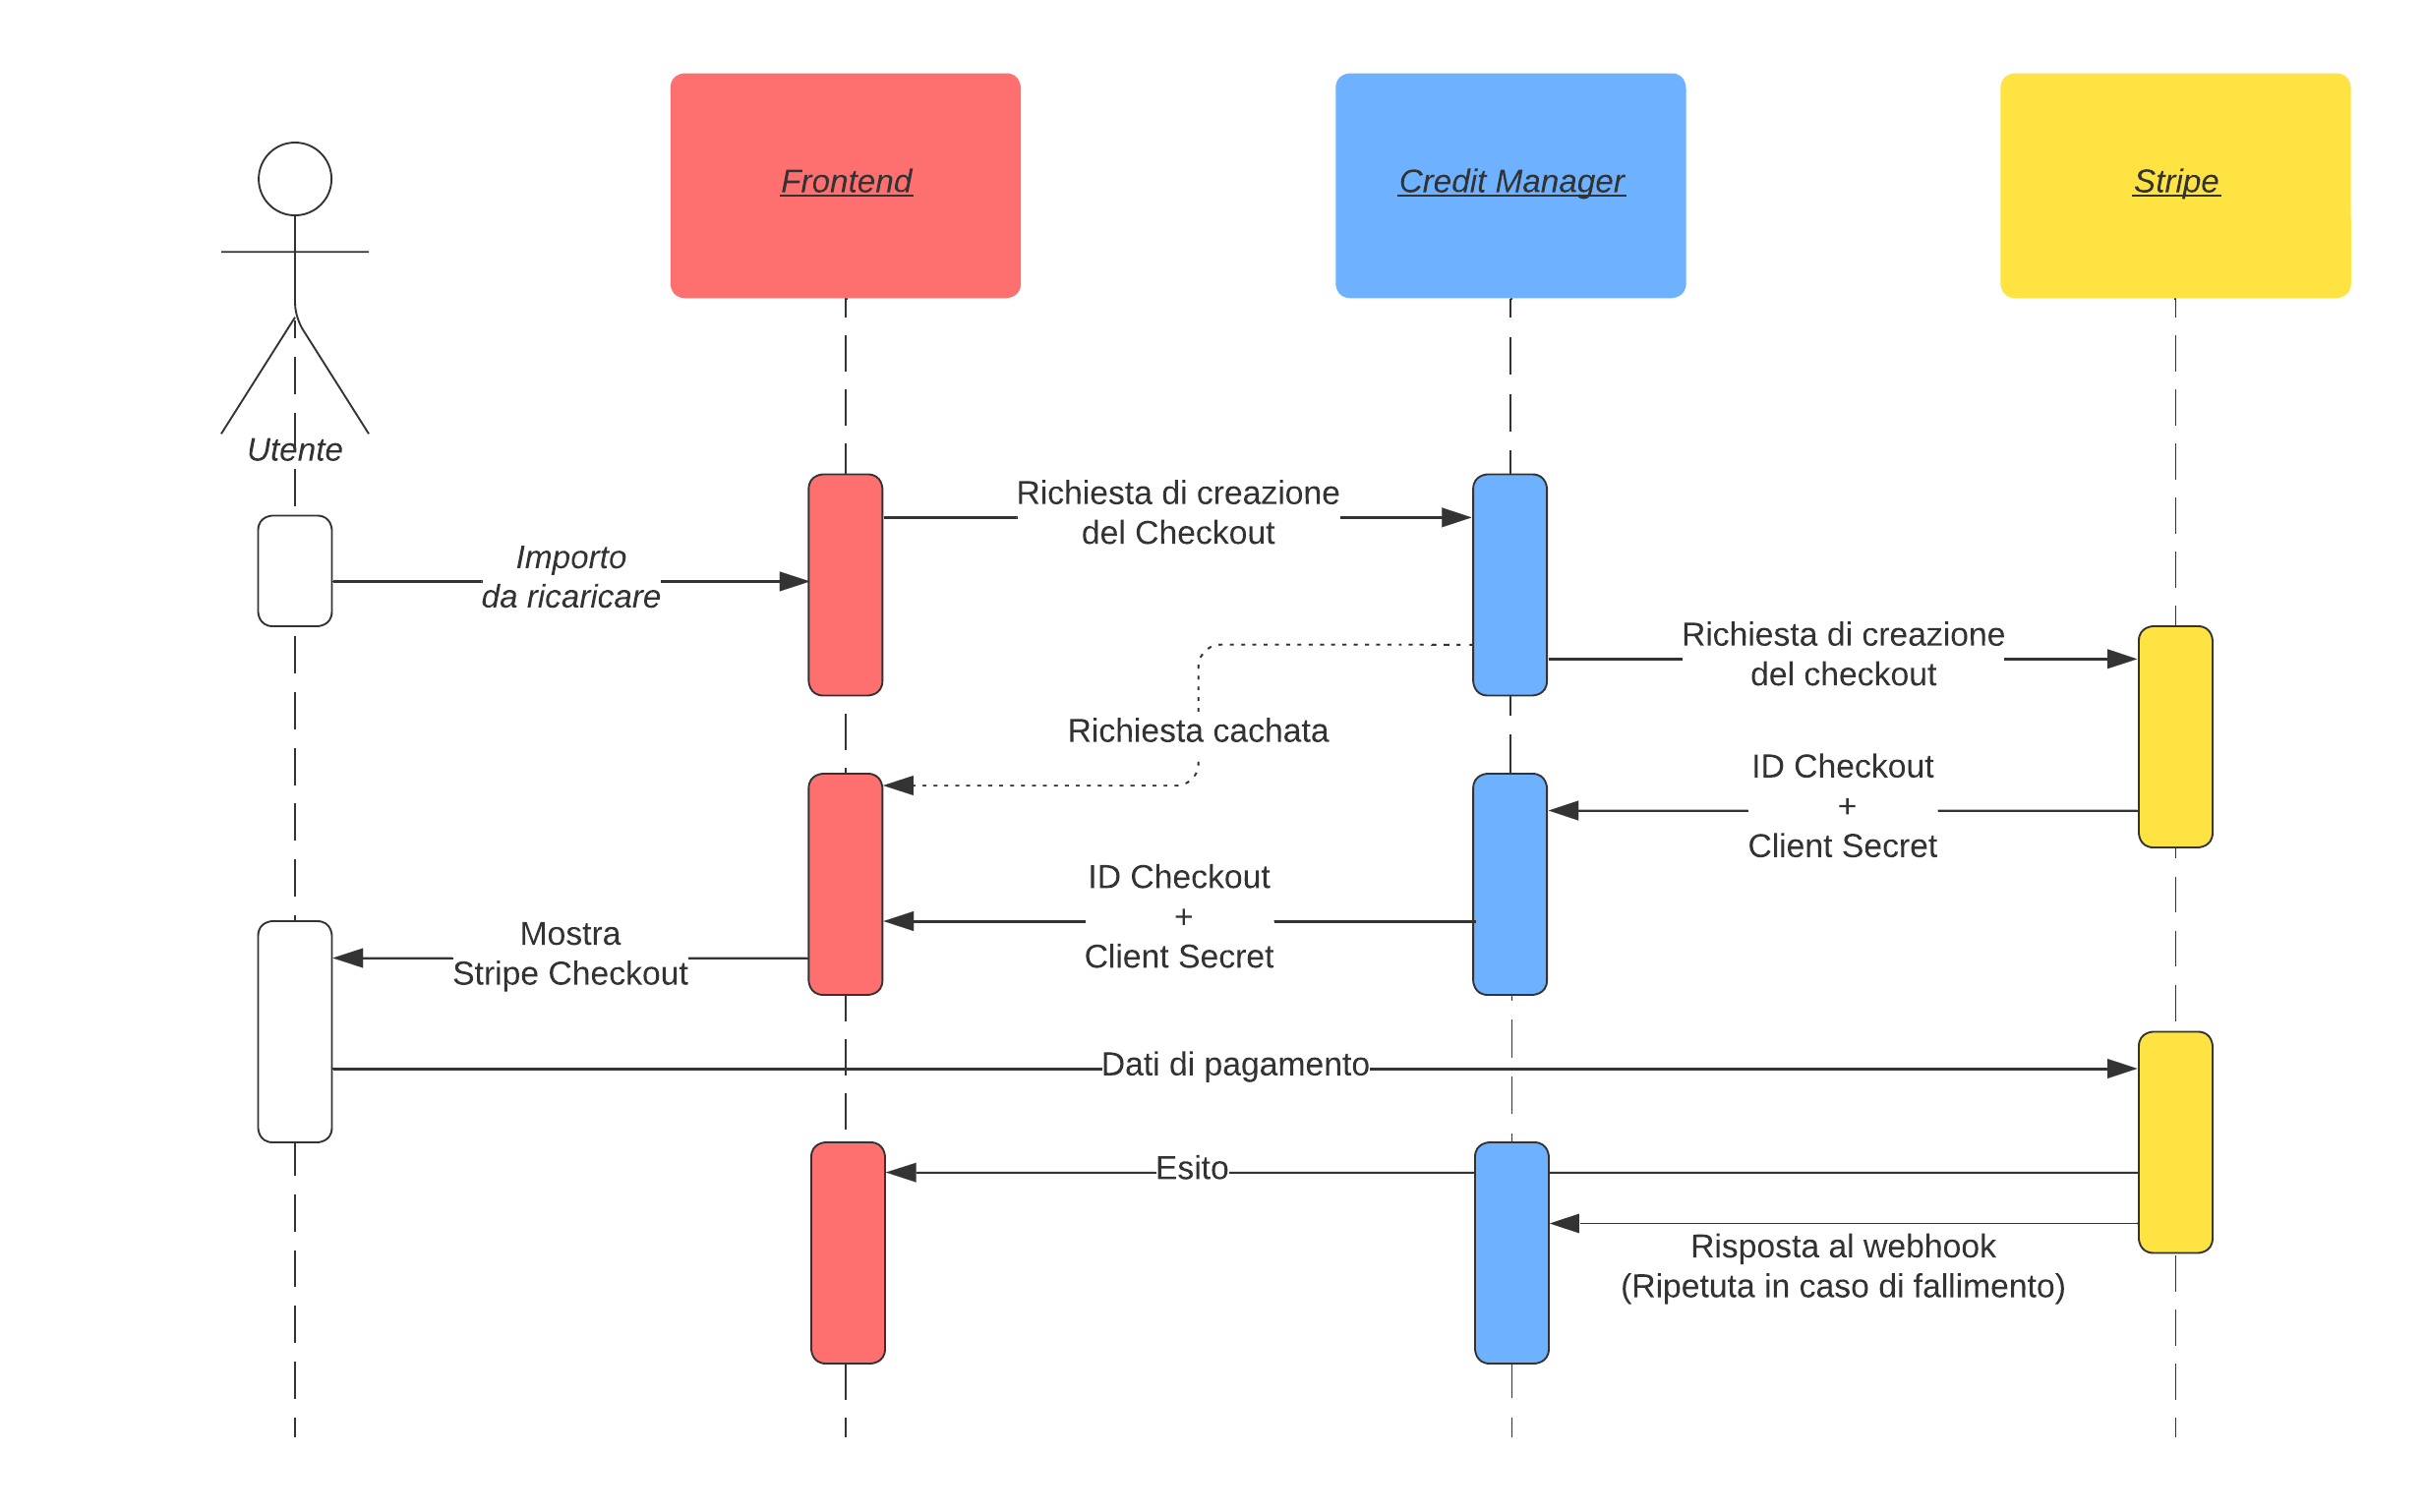 Frontend
Credit Manager
Stripe
Utente
Richiesta di creazione
del Checkout
Importo
da ricaricare
Richiesta di creazione
del checkout
Richiesta cachata
ID Checkout
+
Client Secret
ID Checkout
+
Client Secret
Mostra
Stripe Checkout
Dati di pagamento
Esito
Risposta al webhook
(Ripetuta in caso di fallimento)